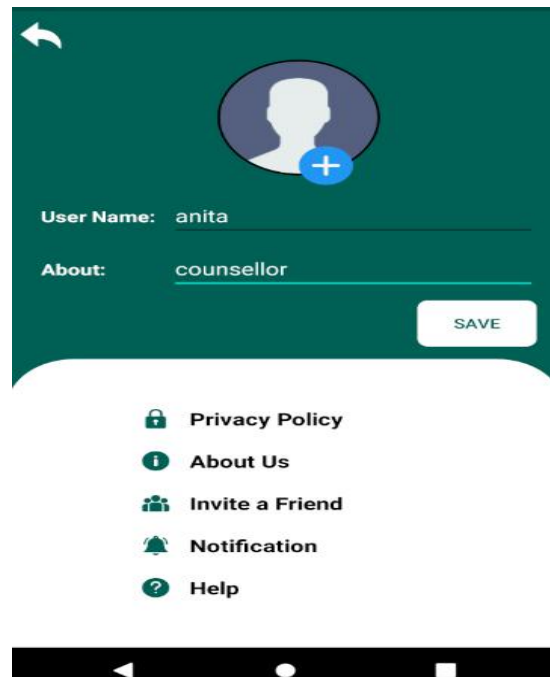 User Name: anita
About: counsellor
SAVE
Privacy Policy
About Us
Invite a Friend
Notification
Help